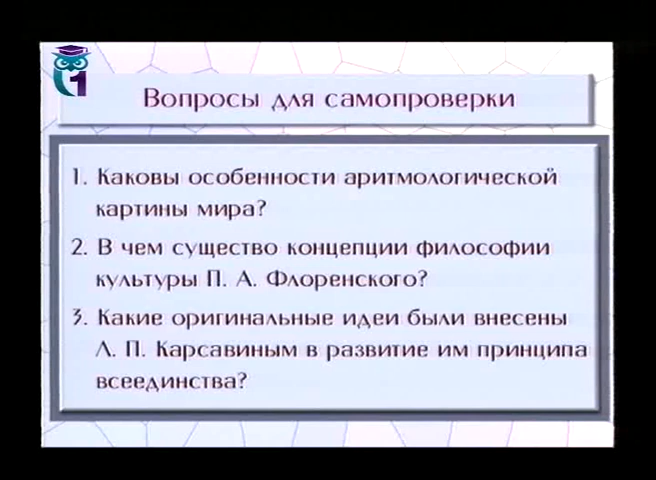 1
Вопросы для самопроверки
1. Каковы особенности аритмологической
картины мира?
2. В чем существо концепции философии
культуры П. А. Флоренского?
3. Какие оригинальные идеи были внесены
Л. П. Карсавиным в развитие им принципа
всеединства?